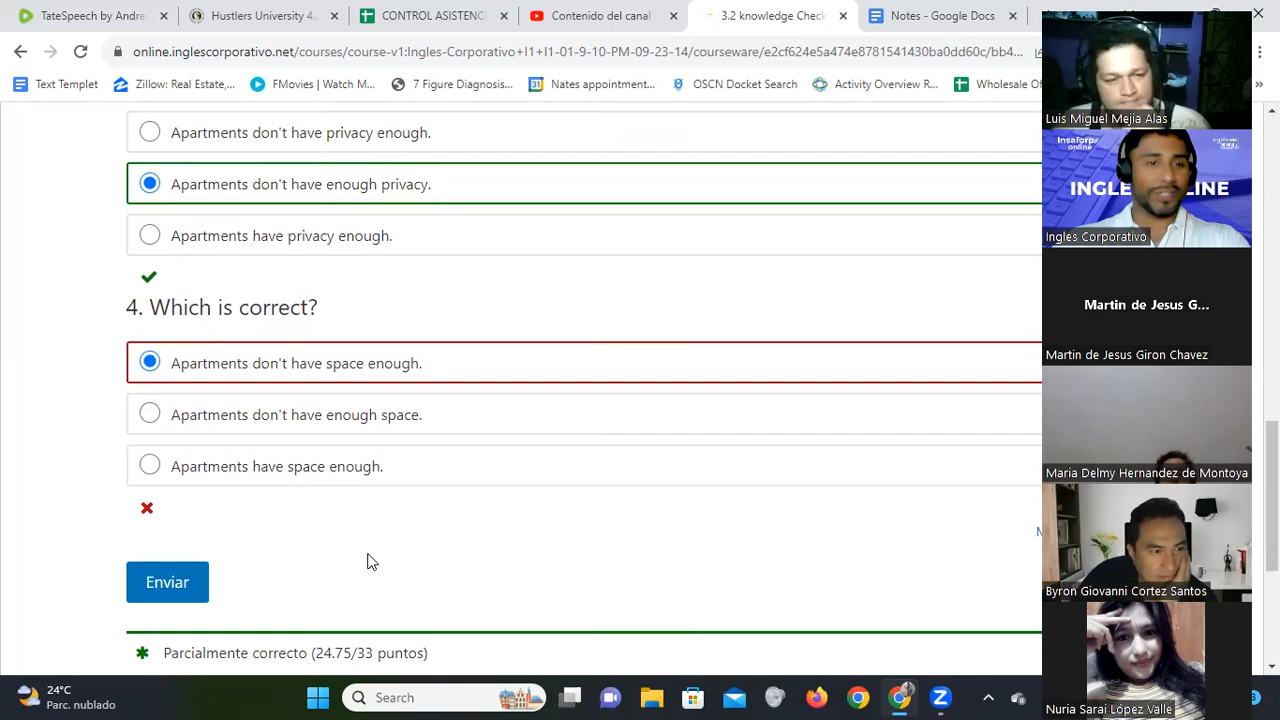 TateSpeech by Andre
Hustlers University 4.
CONTROL ASISTENC
Contenido del canal
3.2 knowledge Check
Notes - Google Docs
online.inglescorporativo.net/courses/course-v1:Ingles-Corporativo+I1+I1-01-9-10-PM-09-23-14/courseware/e2cf624e5a474e8781541430ba0dd60c/bb4...
Text Templet
Zillow: Real Estate,...
FMovies | Watch M...
Figure Diagnosis...
dates appointment...
OSCN Docket Search
Activity Overview R...
Wholesale O
Apartments don't have privacy enough.
Apartments don't have enough privacy.
Apartments have privacy enough.
4. Which is correct?
Apartments don't have space enough.
Apartments don't have enough space.
Apartments have space enough.
Enviar
Parcialmente correcto (24.75/33 puntos)
24°C
Parc. nublado
Search
Luis Miguel Mejia Alas
Insaforp
online
INGLE
LINE
Ingles Corporativo
Martin de Jesus G...
Martin de Jesus Giron Chavez
Maria Delmy Hernandez de Montoya
Byron Giovanni Cortez Santos
Nuria Sarai López Valle